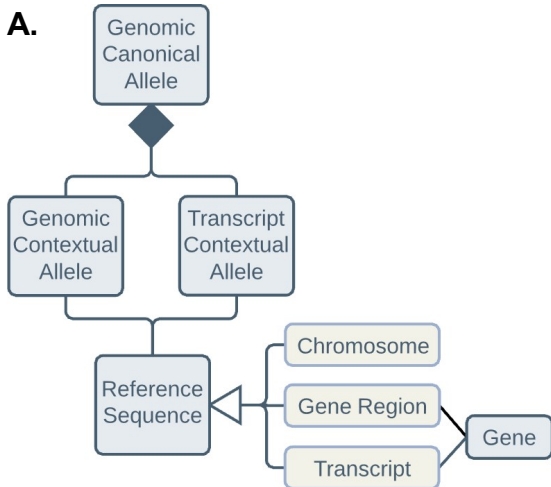 A.
Genomic
Canonical
Allele
Genomic
Contextual
Allele
Transcript
Contextual
Allele
Reference
Sequence
Chromosome
Gene Region
Transcript
Gene